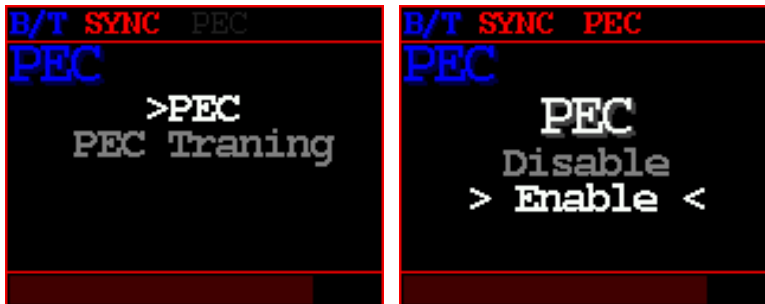 B/T SYNC PEC
PEC
>PEC
PEC Traning
B/T SYNC PEC
PEC
PEC
Disable
> Enable <